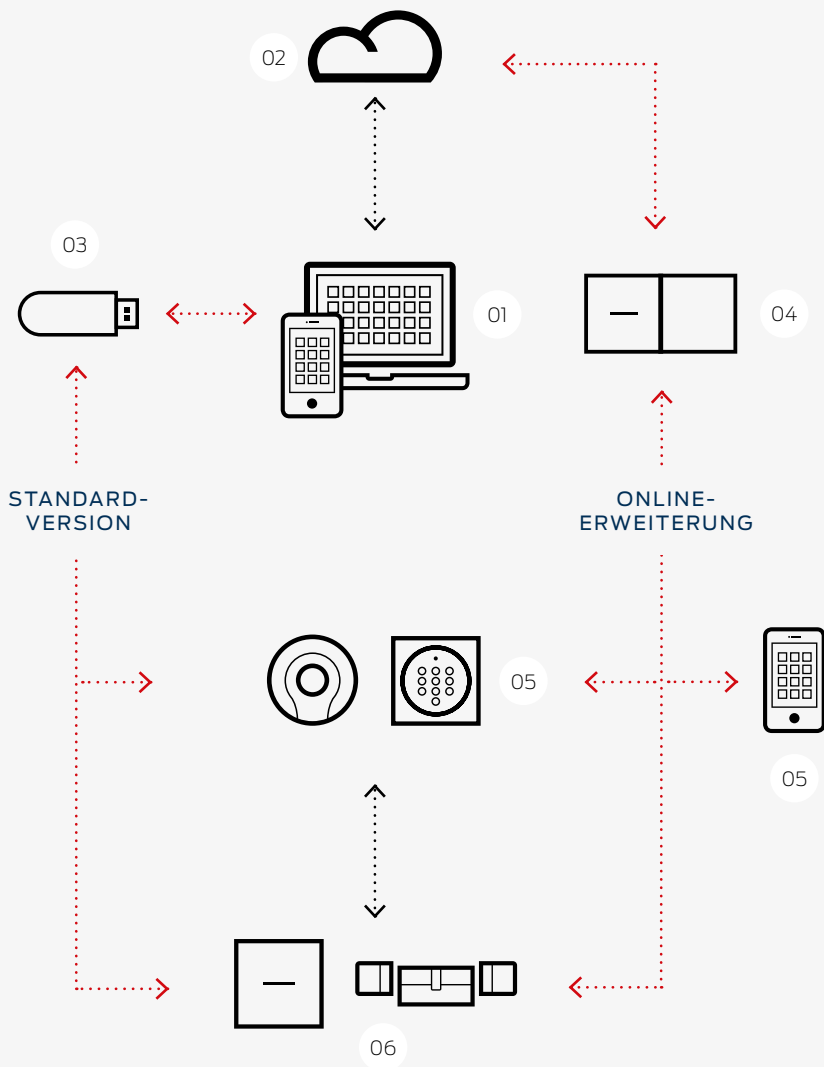 02
03
01
04
STANDARD-
VERSION
ONLINE-
ERWEITERUNG
05
05
06